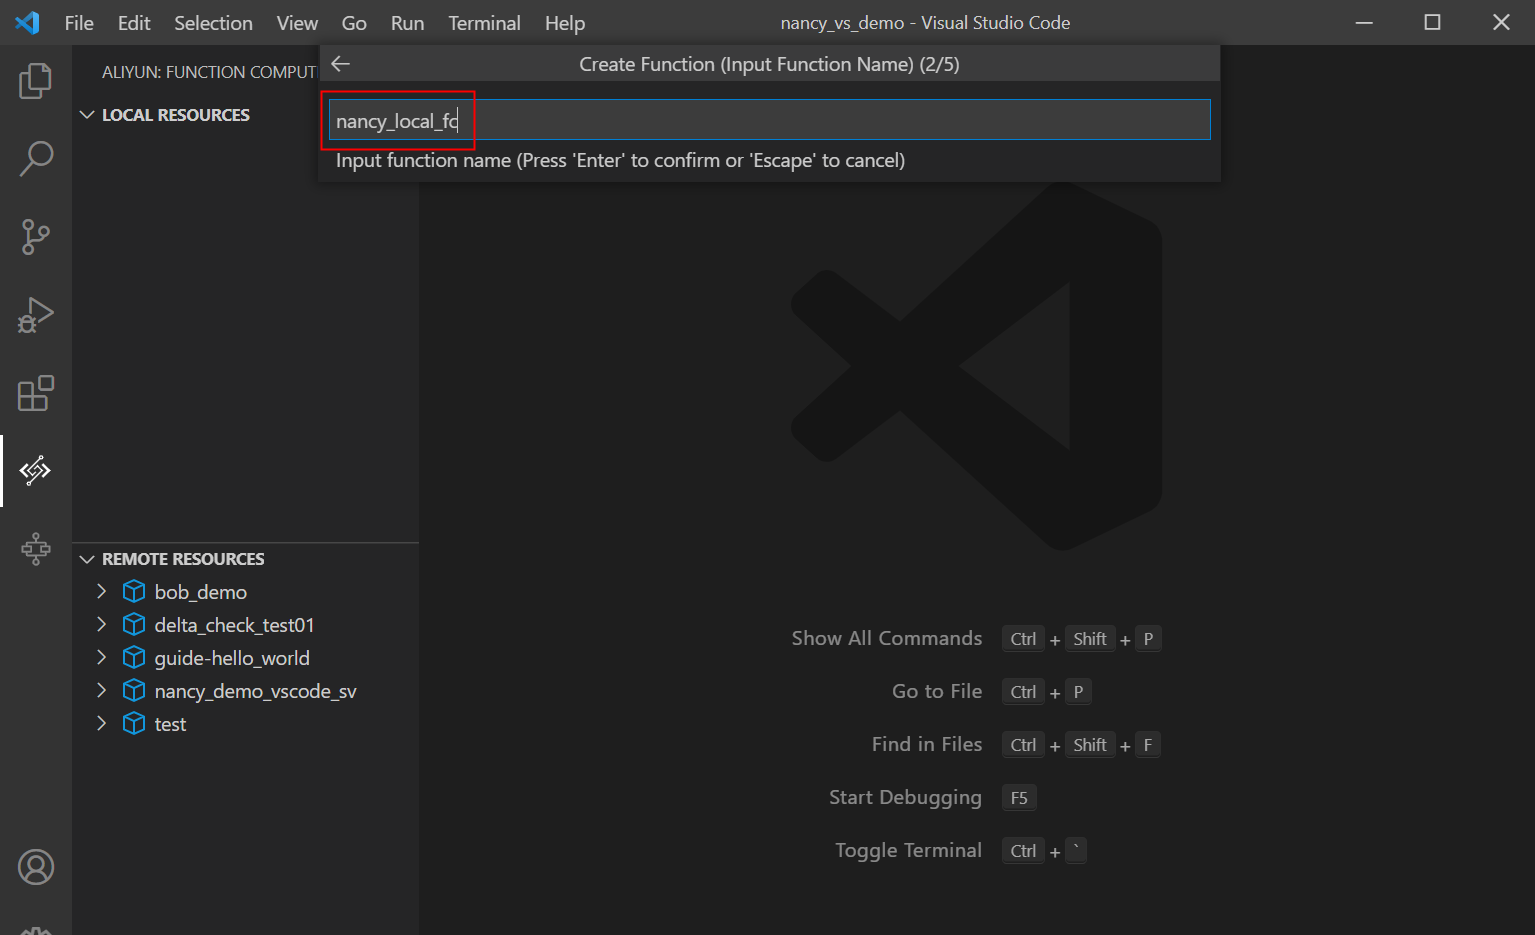 File Edit Selection View Go Run Terminal Help nancy_vs_demo - Visual Studio Code
ALIYUN: FUNCTION COMPUT
Create Function (Input Function Name) (2/5)
LOCAL RESOURCES
nancy_local_fc
Input function name (Press 'Enter' to confirm or 'Escape' to cancel)
REMOTE RESOURCES
bob_demo
delta_check_test01
guide-hello_world
nancy_demo_vscode_sv
test
Show All Commands Ctrl + Shift + P
Go to File Ctrl + P
Find in Files Ctrl + Shift + F
Start Debugging F5
Toggle Terminal Ctrl + `